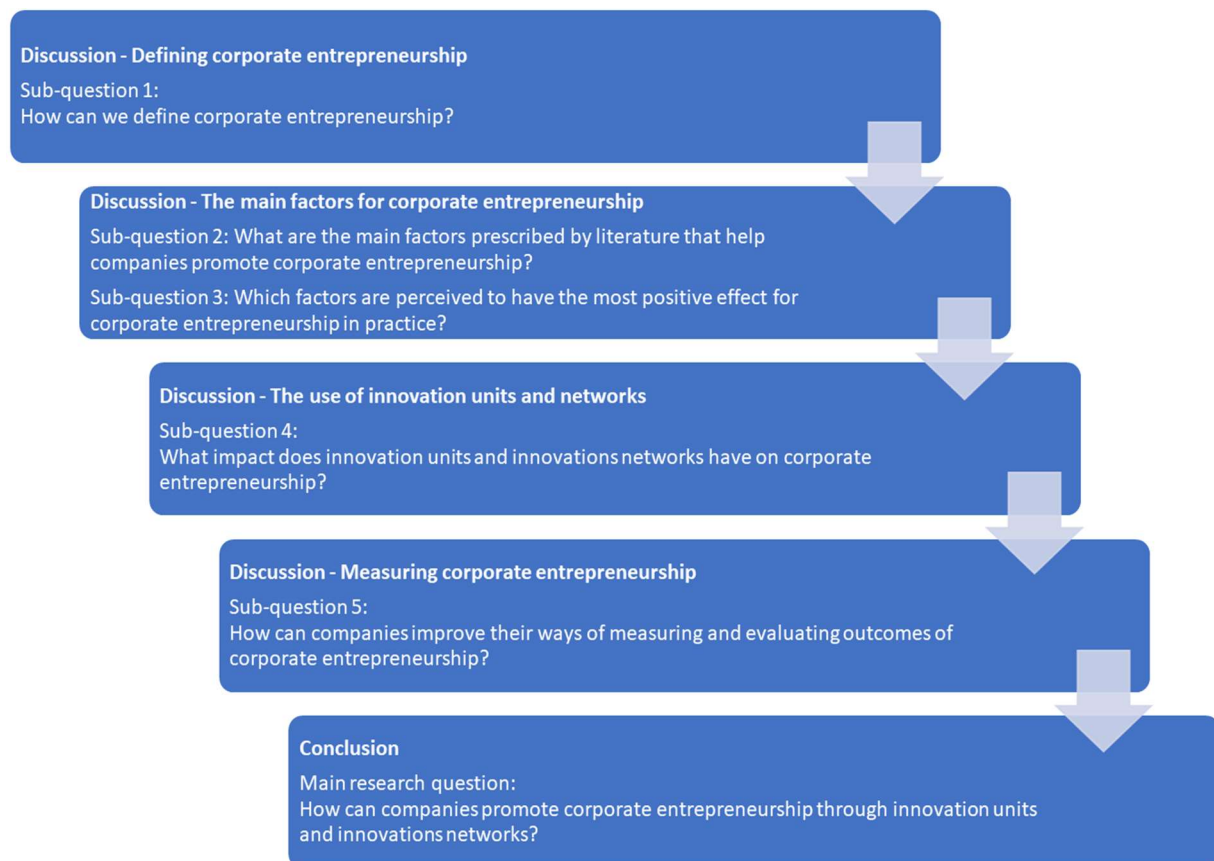 Discussion - Defining corporate entrepreneurship
Sub-question 1:
How can we define corporate entrepreneurship?
Discussion - The main factors for corporate entrepreneurship
Sub-question 2: What are the main factors prescribed by literature that help
companies promote corporate entrepreneurship?
Sub-question 3: Which factors are perceived to have the most positive effect for
corporate entrepreneurship in practice?
Discussion - The use of innovation units and networks
Sub-question 4:
What impact does innovation units and innovations networks have on corporate
entrepreneurship?
Discussion - Measuring corporate entrepreneurship
Sub-question 5:
How can companies improve their ways of measuring and evaluating outcomes of
corporate entrepreneurship?
Conclusion
Main research question:
How can companies promote corporate entrepreneurship through innovation units
and innovations networks?